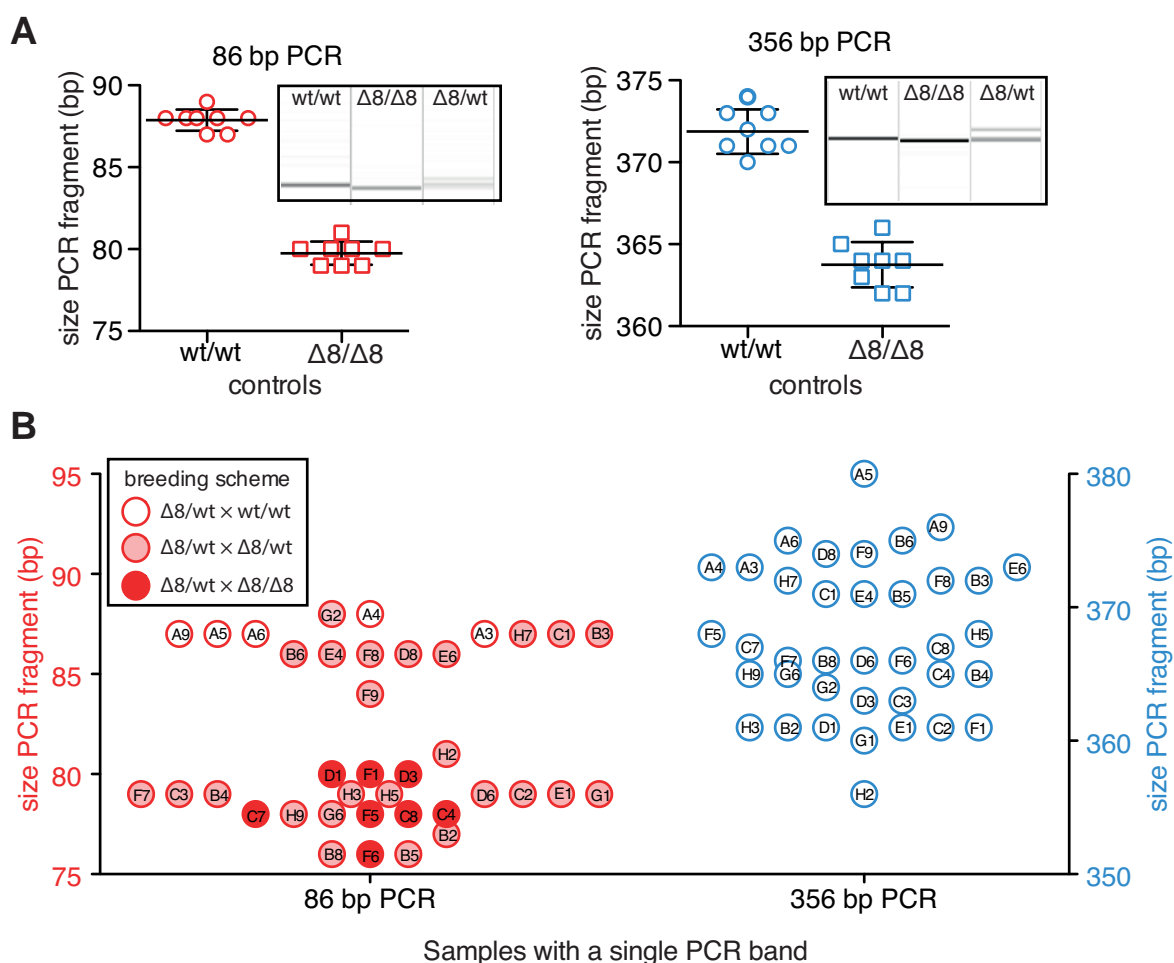 A
86 bp PCR
size PCR fragment (bp)
90
85
80
75
wt/wt Δ8/Δ8 Δ8/wt
wt/wt Δ8/Δ8
controls
356 bp PCR
size PCR fragment (bp)
375
370
365
360
wt/wt Δ8/Δ8 Δ8/wt
wt/wt Δ8/Δ8
controls
B
size PCR fragment (bp)
95
90
85
80
75
breeding scheme
Δ8/wt × wt/wt
Δ8/wt × Δ8/wt
Δ8/wt × Δ8/Δ8
G2 A4
A9 A5 A6 A3 H7 C1 B3
B6 E4 F8 D8 E6
F9
H2
D1 F1 D3
F7 C3 B4 H3 H5 D6 C2 E1 G1
C7 H9 G6 F5 C8 C4
B2
B8 F6 B5
86 bp PCR
A5
A9
A6 B6
D8 F9
A4 A3 E6
H7 F8 B3
C1 E4 B5
F5 H5
C7 C8
F7 B8 D6 F6
H9 G6 C4 B4
G2
D3 C3
H3 B2 D1 E1 C2 F1
G1
H2
356 bp PCR
380
370
360
350
size PCR fragment (bp)
Samples with a single PCR band